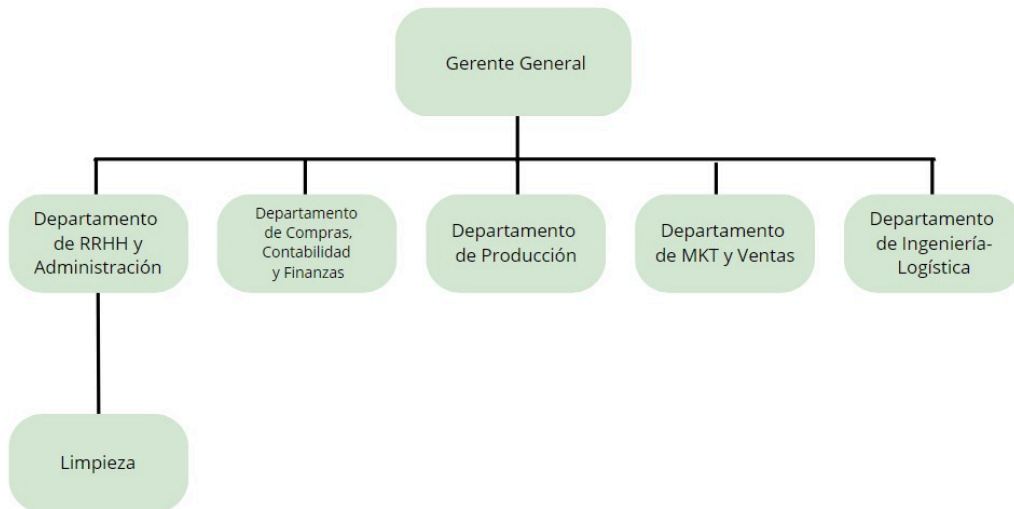 Gerente General
Departamento
de RRHH y
Administración
Departamento
de Compras,
Contabilidad
y Finanzas
Departamento
de Producción
Departamento
de MKT y Ventas
Departamento
de Ingeniería-
Logística
Limpieza